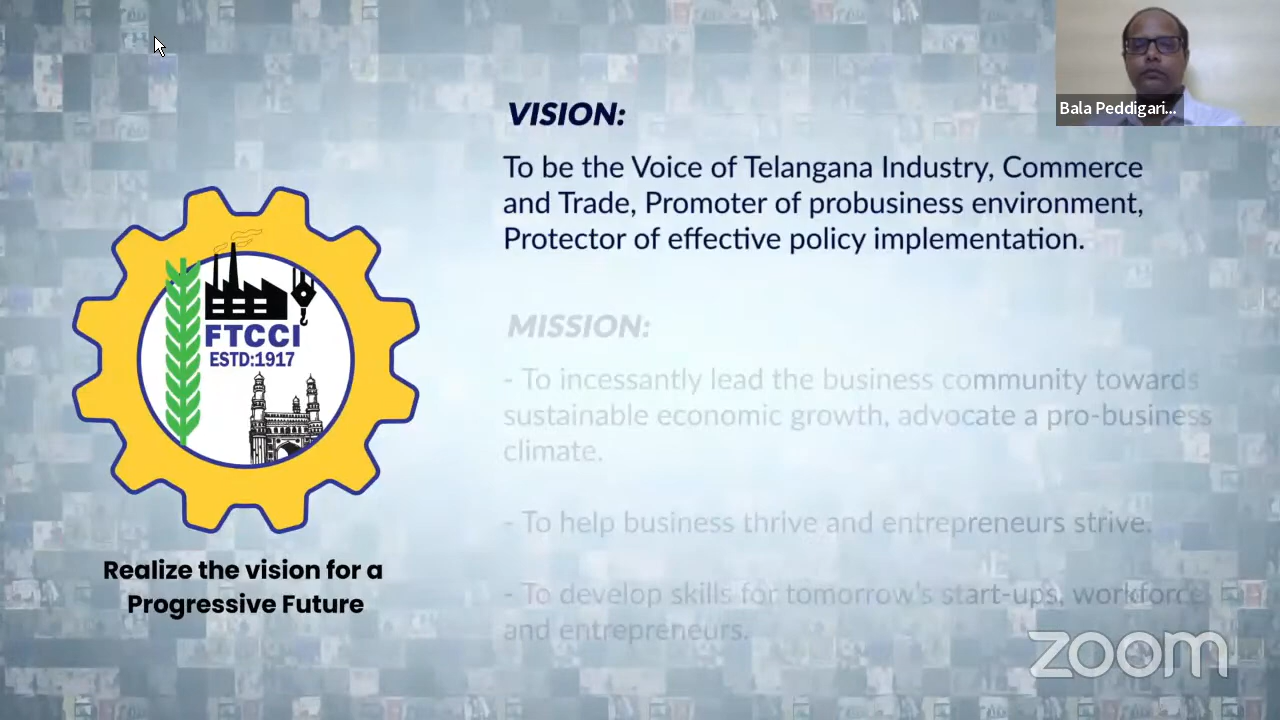 Bala Peddigari...
VISION:
To be the Voice of Telangana Industry, Commerce
and Trade, Promoter of probusiness environment,
Protector of effective policy implementation.
FTCCI
ESTD:1917
MISSION:
- To incessantly lead the business community towards
sustainable economic growth, advocate a pro-business
climate.
- To help business thrive and entrepreneurs strive.
- To develop skills for tomorrow's start-ups, workforce
and entrepreneurs.
Realize the vision for a
Progressive Future
zoom